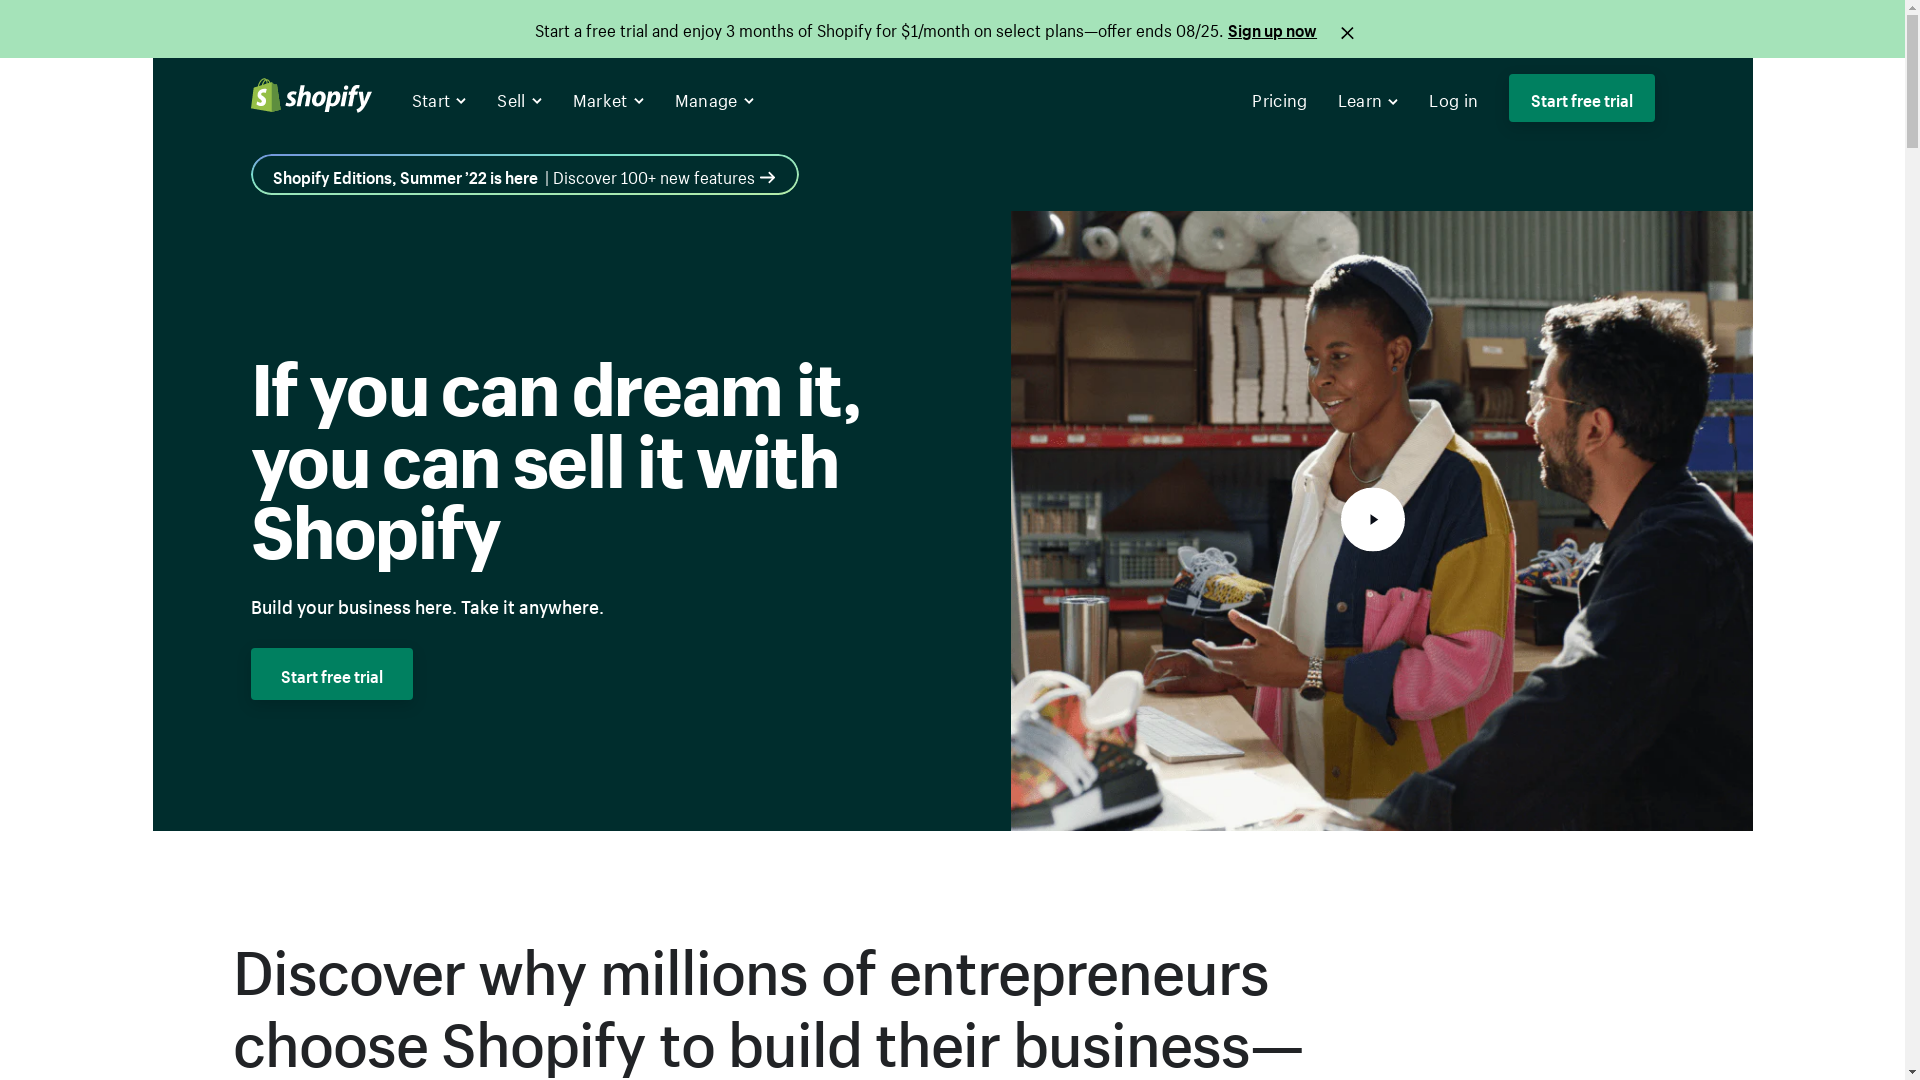 Start a free trial and enjoy 3 months of Shopify for $1/month on select plans—offer ends 08/25. Sign up now
shopify
Start
Sell
Market
Manage
Pricing
Learn
Log in
Start free trial
Shopify Editions, Summer ’22 is here | Discover 100+ new features →
If you can dream it,
you can sell it with
Shopify
Build your business here. Take it anywhere.
Start free trial
Discover why millions of entrepreneurs
choose Shopify to build their business—